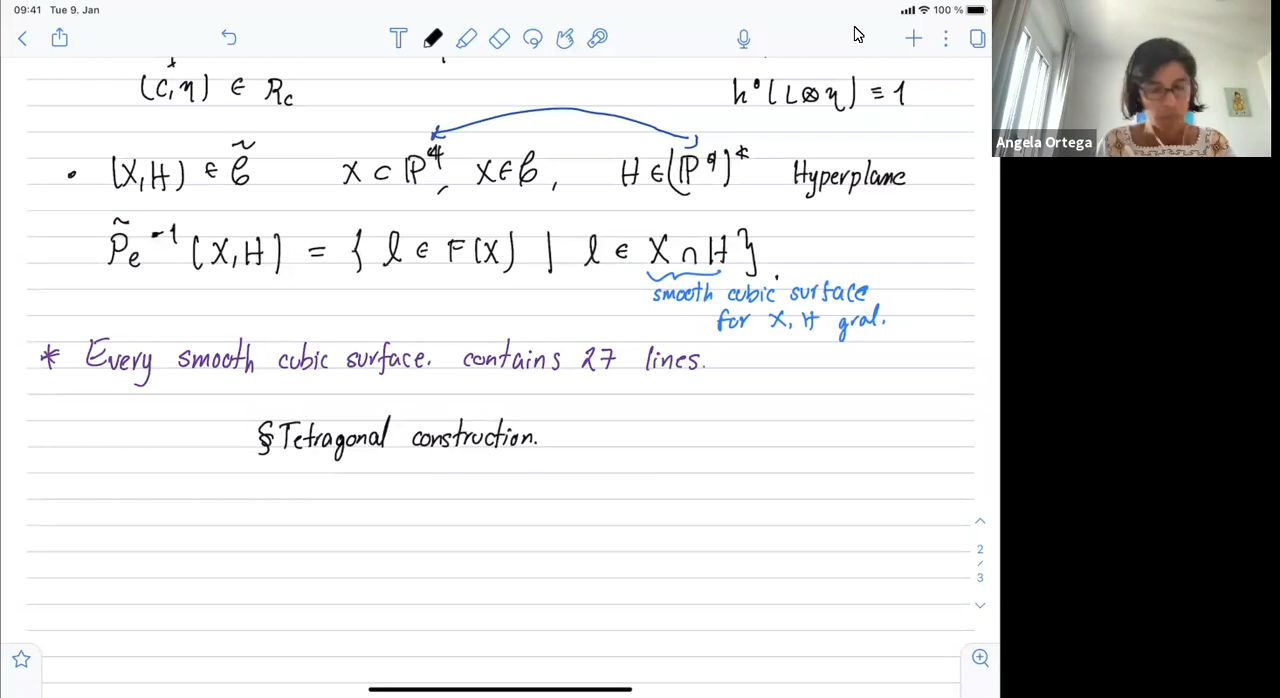 09:41 Tue 9. Jan 100 %
(C,η) ∈ R_C h⁰(L⊗η) ≡ 1
• (X,H) ∈ C̃ X ⊂ P⁴, X ∈ C, H ∈ (P⁴)* Hyperplane
P̃e⁻¹(X,H) = { l ∈ F(X) | l ∈ X ∩ H }.
smooth cubic surface
for X, H gral.
* Every smooth cubic surface. contains 27 lines.
§ Tetragonal construction.
2
/
3
Angela Ortega